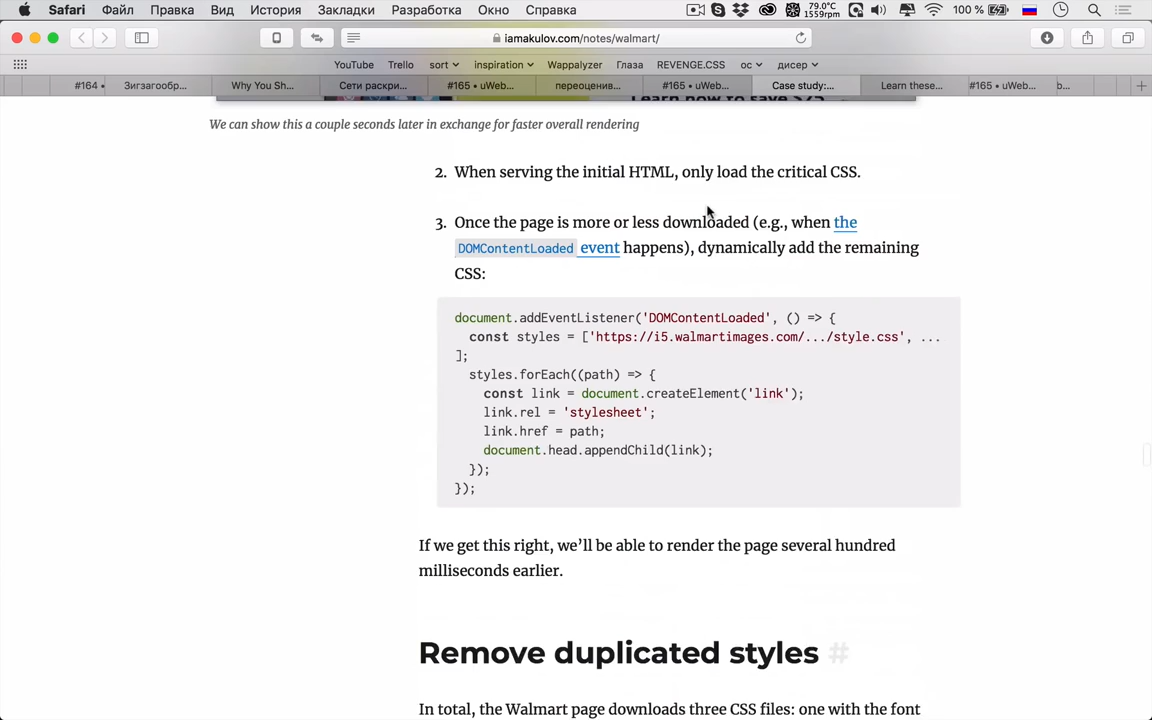 Safari Файл Правка Вид История Закладки Разработка Окно Справка 79.0°C 1559rpm 100 %
iamakulov.com/notes/walmart/
YouTube Trello sort inspiration Wappalyzer Глаза REVENGE.CSS ос дисер
#164 • Зигзагообр... Why You Sh... Сети раскри... #165 • uWeb... переоценив... #165 • uWeb... Case study:... Learn these... #165 • uWeb... b...
Learn how to save $25
We can show this a couple seconds later in exchange for faster overall rendering
2. When serving the initial HTML, only load the critical CSS.
3. Once the page is more or less downloaded (e.g., when the
DOMContentLoaded event happens), dynamically add the remaining
CSS:
document.addEventListener('DOMContentLoaded', () => {
const styles = ['https://i5.walmartimages.com/.../style.css', ...
];
styles.forEach((path) => {
const link = document.createElement('link');
link.rel = 'stylesheet';
link.href = path;
document.head.appendChild(link);
});
});
If we get this right, we’ll be able to render the page several hundred
milliseconds earlier.
Remove duplicated styles #
In total, the Walmart page downloads three CSS files: one with the font